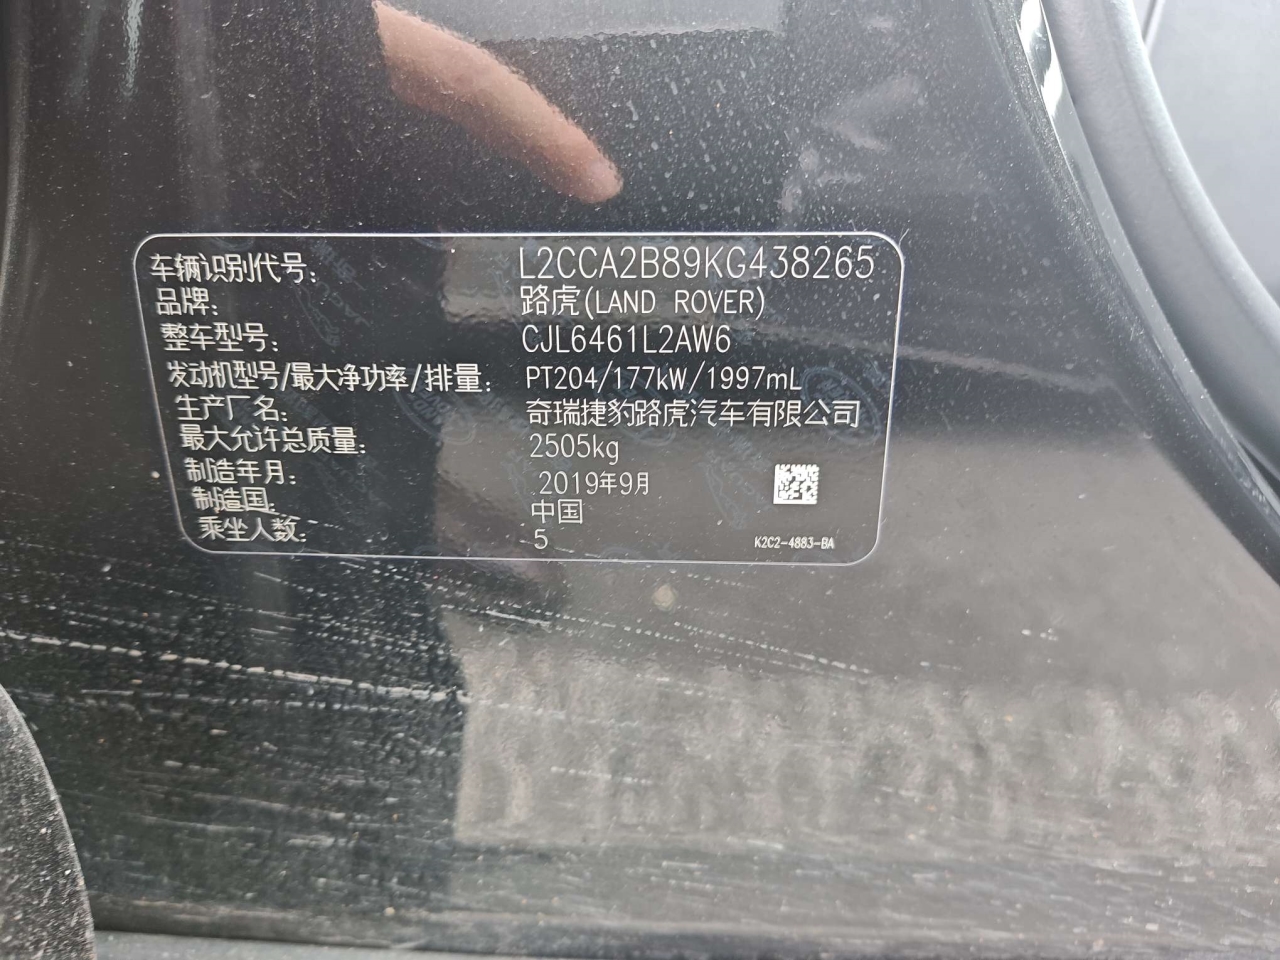 车辆识别代号: L2CCA2B89KG438265
品牌: 路虎(LAND ROVER)
整车型号: CJL6461L2AW6
发动机型号/最大净功率/排量: PT204/177kW/1997mL
生产厂名: 奇瑞捷豹路虎汽车有限公司
最大允许总质量: 2505kg
制造年月: 2019年9月
制造国: 中国
乘坐人数: 5
K2C2-4883-BA